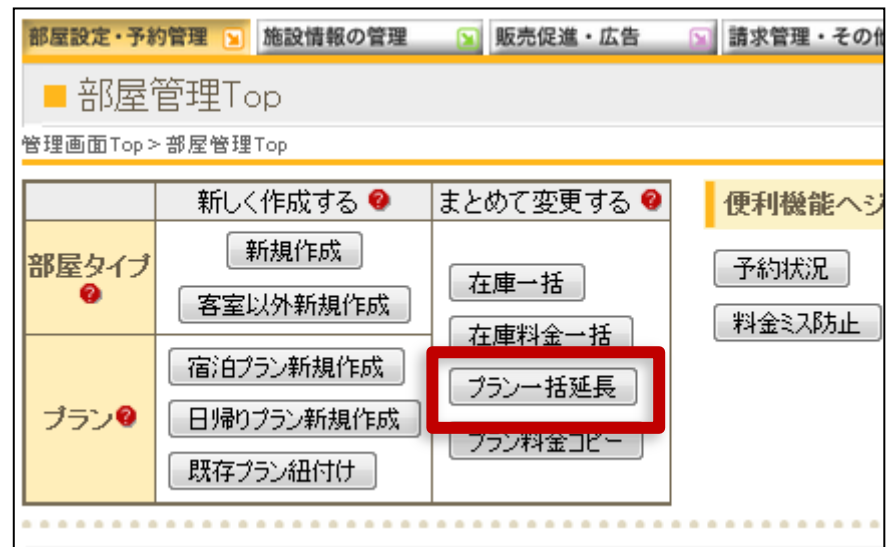 部屋設定・予約管理 施設情報の管理 販売促進・広告 請求管理・その他
■ 部屋管理Top
管理画面Top>部屋管理Top
新しく作成する まとめて変更する
便利機能へジ
部屋タイプ
新規作成
客室以外新規作成
在庫一括
在庫料金一括
予約状況
料金ミス防止
プラン
宿泊プラン新規作成
日帰りプラン新規作成
既存プラン紐付け
プラン一括延長
プラン料金コピー